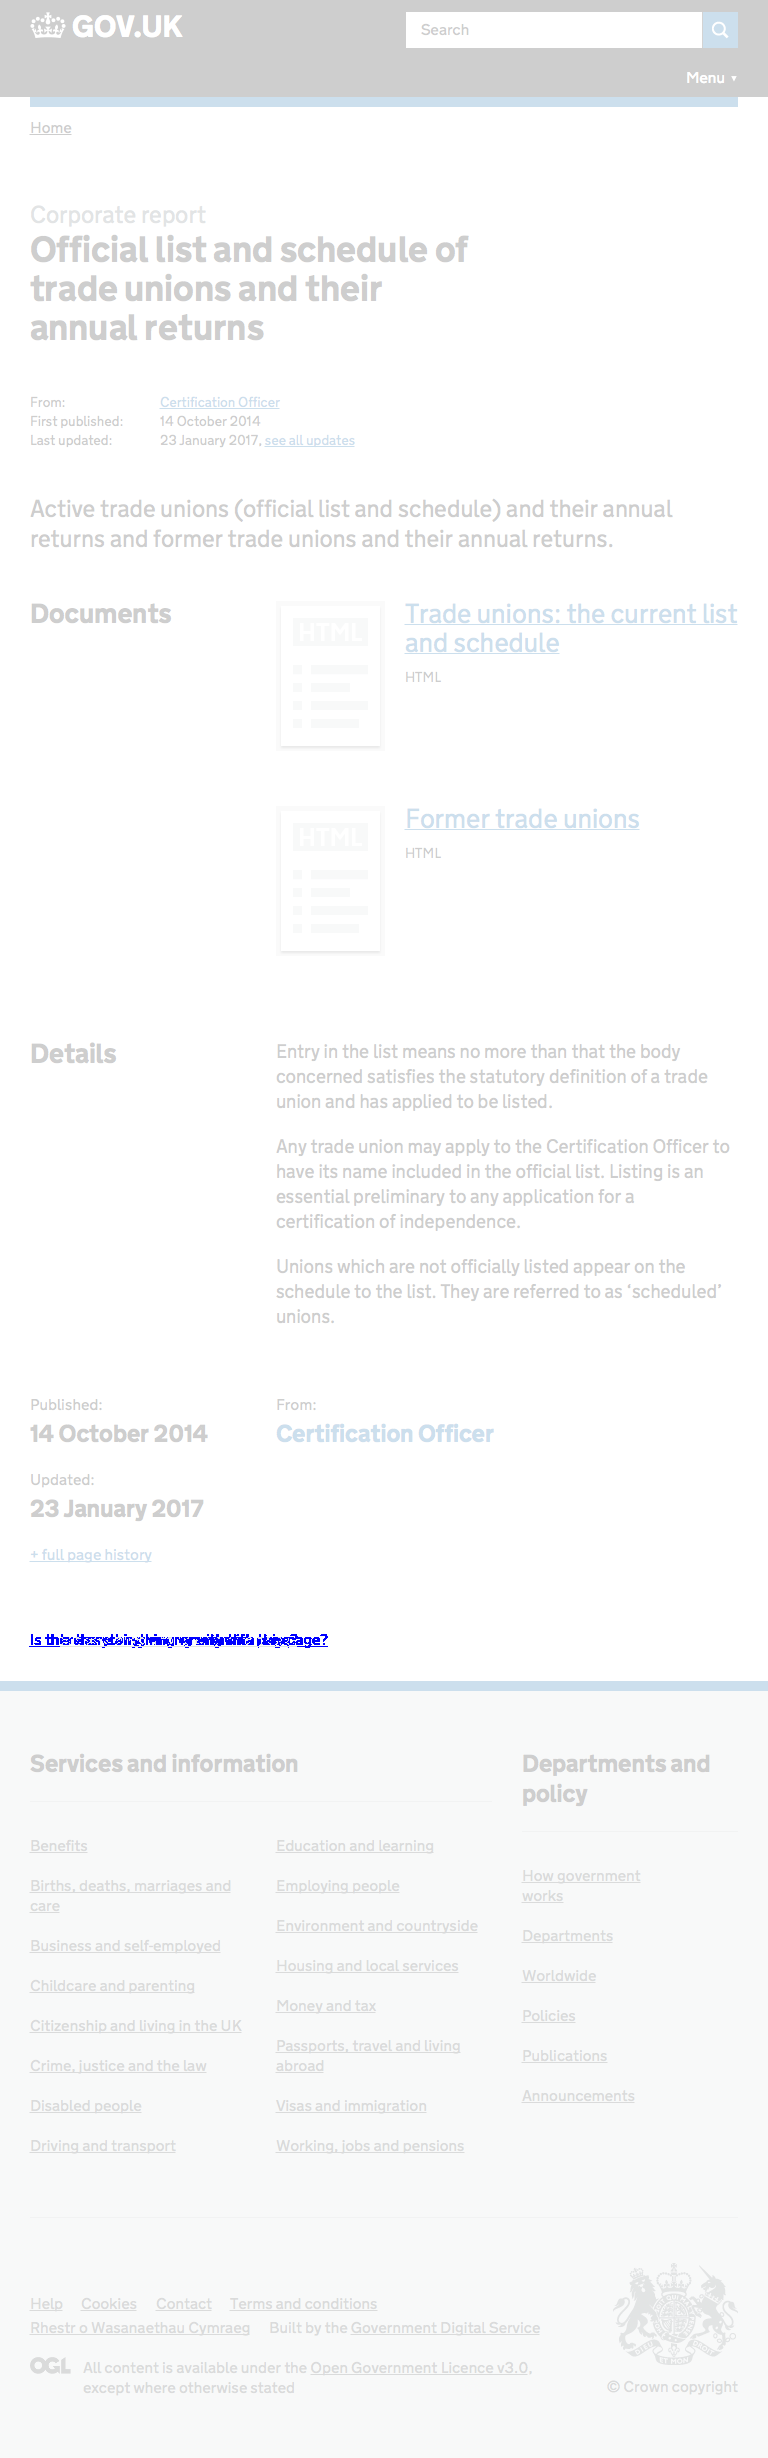 GOV.UK
Search
Menu ▼
Home
Corporate report
Official list and schedule of
trade unions and their
annual returns
From: Certification Officer
First published: 14 October 2014
Last updated: 23 January 2017, see all updates
Active trade unions (official list and schedule) and their annual
returns and former trade unions and their annual returns.
Documents
HTML
Trade unions: the current list
and schedule
HTML
HTML
Former trade unions
HTML
Details
Entry in the list means no more than that the body
concerned satisfies the statutory definition of a trade
union and has applied to be listed.
Any trade union may apply to the Certification Officer to
have its name included in the official list. Listing is an
essential preliminary to any application for a
certification of independence.
Unions which are not officially listed appear on the
schedule to the list. They are referred to as ‘scheduled’
unions.
Published: From:
14 October 2014 Certification Officer
Updated:
23 January 2017
+ full page history
Services and information
Departments and
policy
Benefits
Births, deaths, marriages and
care
Business and self-employed
Childcare and parenting
Citizenship and living in the UK
Crime, justice and the law
Disabled people
Driving and transport
Education and learning
Employing people
Environment and countryside
Housing and local services
Money and tax
Passports, travel and living
abroad
Visas and immigration
Working, jobs and pensions
How government
works
Departments
Worldwide
Policies
Publications
Announcements
Help Cookies Contact Terms and conditions
Rhestr o Wasanaethau Cymraeg Built by the Government Digital Service
OGL All content is available under the Open Government Licence v3.0,
except where otherwise stated
© Crown copyright